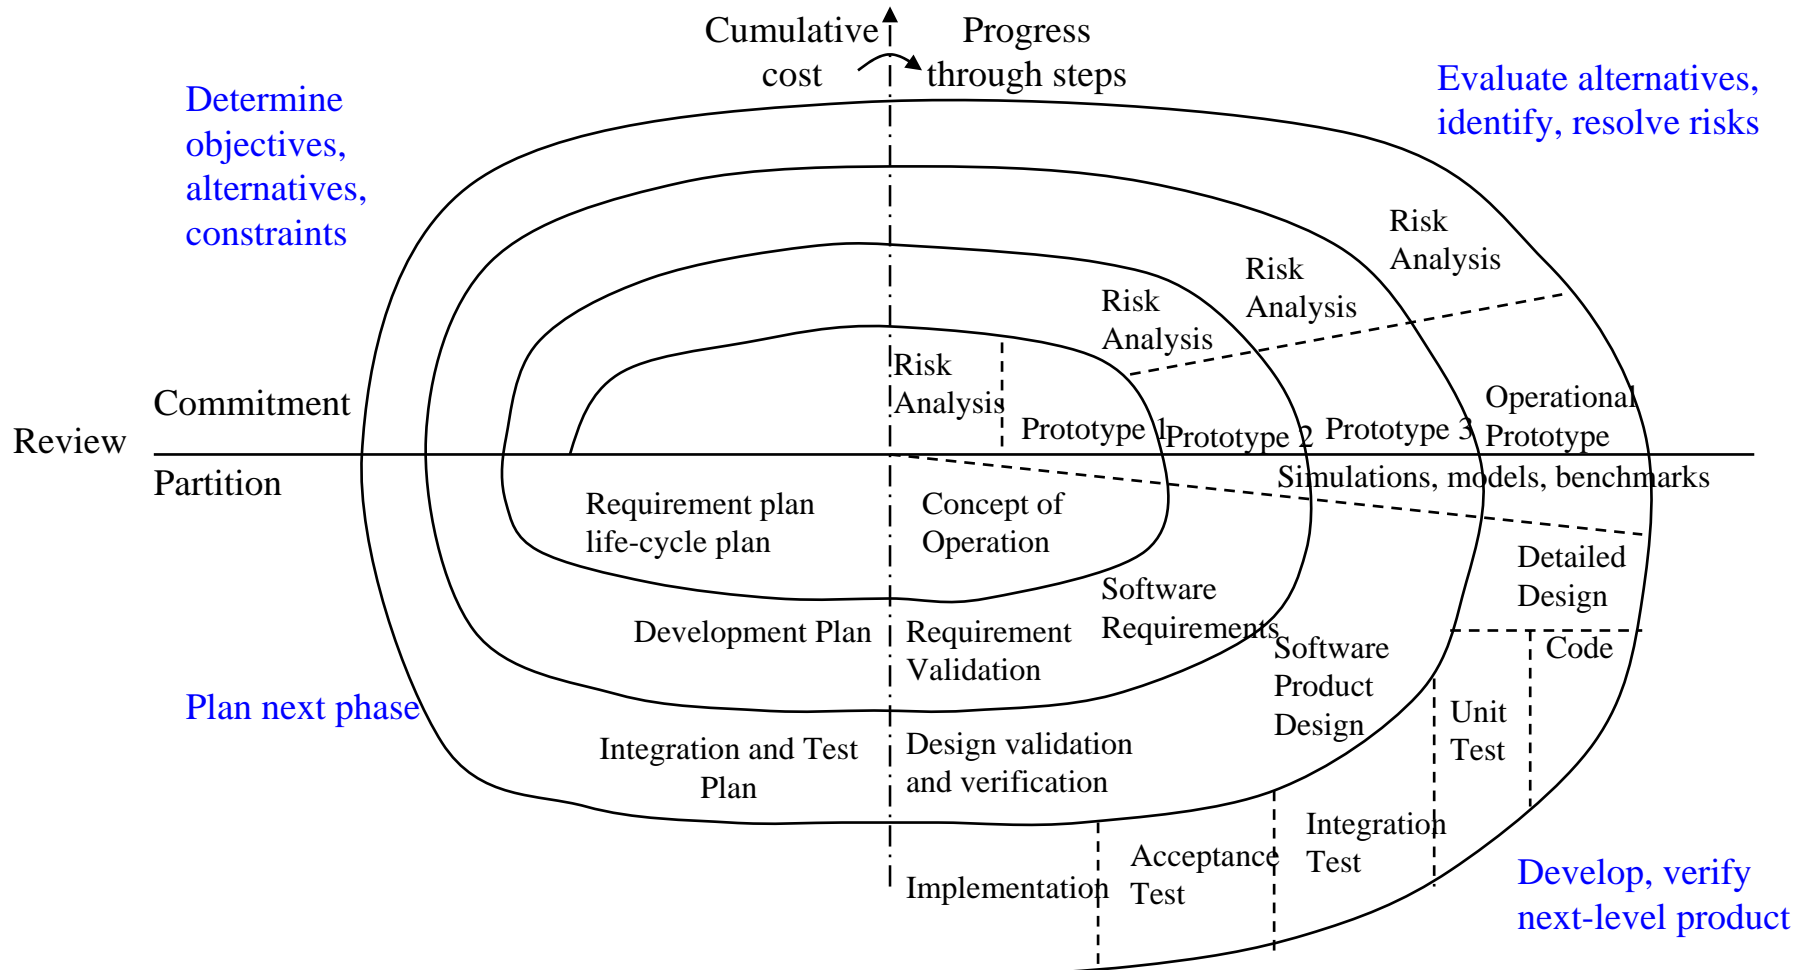 Cumulative
cost
Progress
through steps
Determine
objectives,
alternatives,
constraints
Evaluate alternatives,
identify, resolve risks
Risk
Analysis
Risk
Analysis
Risk
Analysis
Risk
Analysis
Commitment
Review
Partition
Prototype 1
Prototype 2
Prototype 3
Operational
Prototype
Simulations, models, benchmarks
Requirement plan
life-cycle plan
Concept of
Operation
Software
Requirements
Detailed
Design
Development Plan
Requirement
Validation
Software
Product
Design
Code
Plan next phase
Unit
Test
Integration and Test
Plan
Design validation
and verification
Integration
Test
Acceptance
Test
Implementation
Develop, verify
next-level product